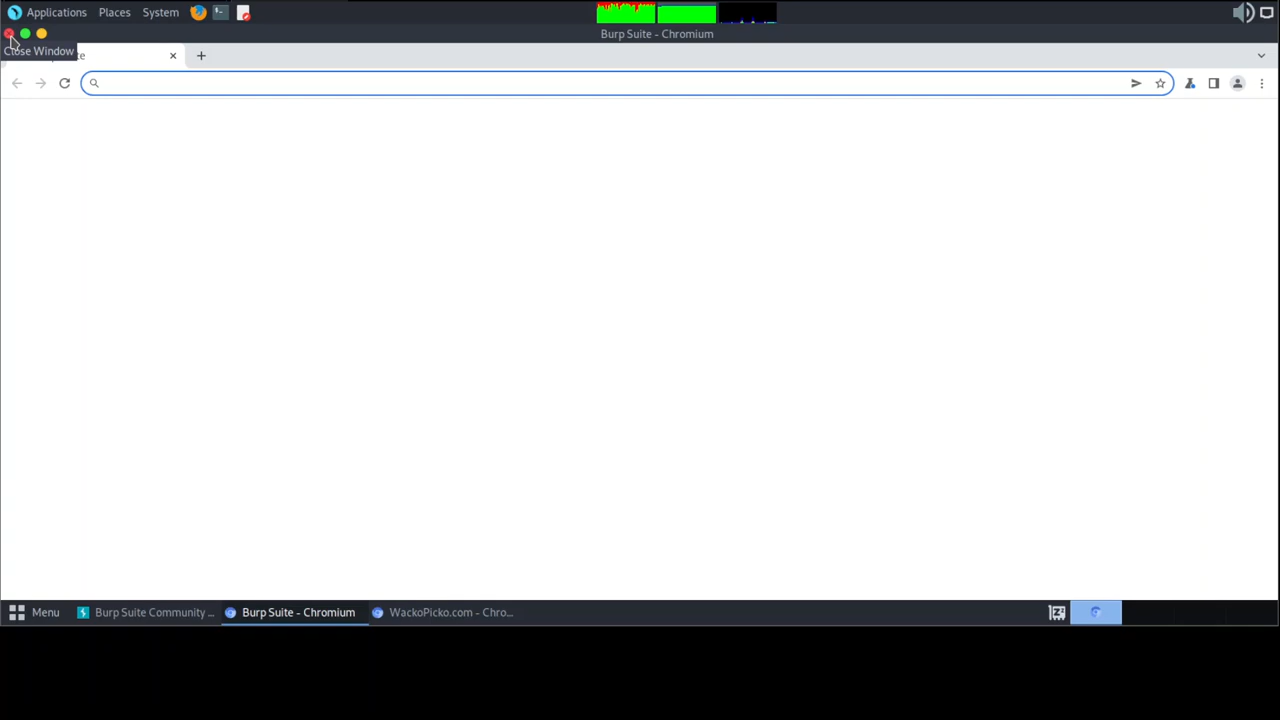 Applications Places System
Burp Suite - Chromium
Close Window
Menu Burp Suite Community ... Burp Suite - Chromium WackoPicko.com - Chro...